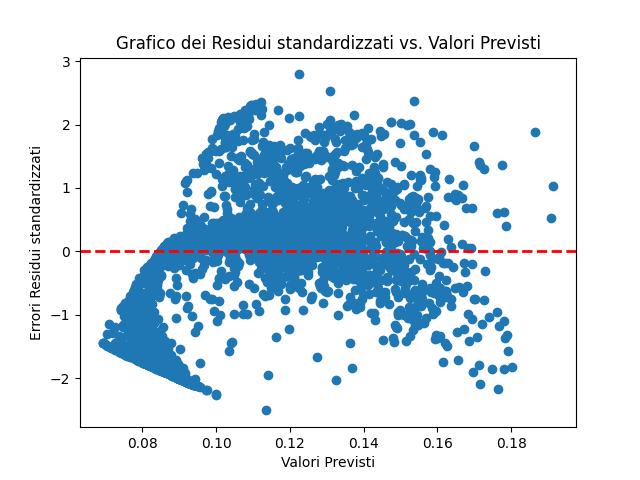 Grafico dei Residui standardizzati vs. Valori Previsti
Errori Residui standardizzati
3
2
1
0
−1
−2
0.08 0.10 0.12 0.14 0.16 0.18
Valori Previsti